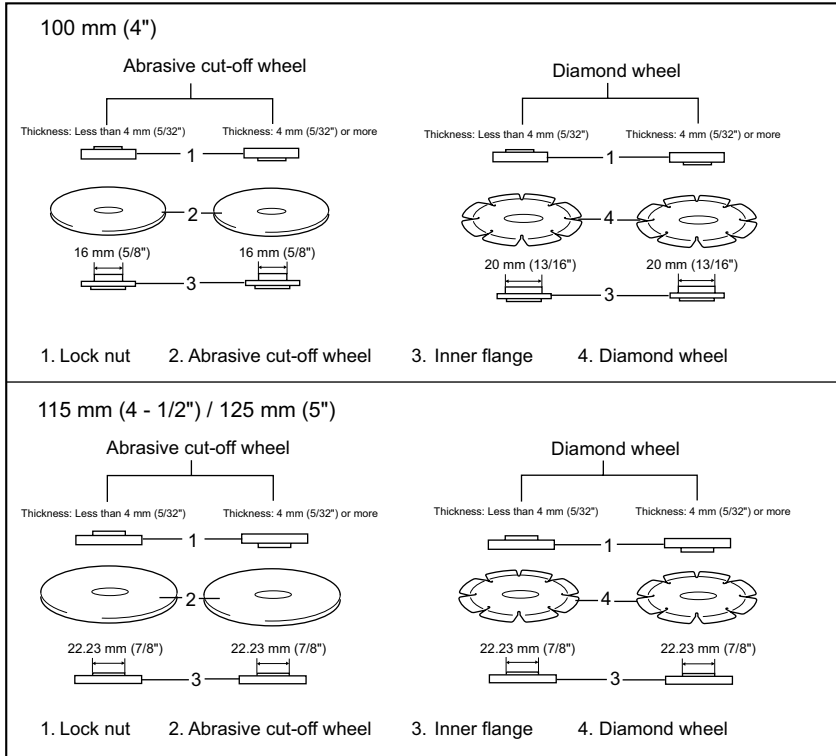 100 mm (4")
Abrasive cut-off wheel Diamond wheel
Thickness: Less than 4 mm (5/32") Thickness: 4 mm (5/32") or more Thickness: Less than 4 mm (5/32") Thickness: 4 mm (5/32") or more
1 1
2 4
16 mm (5/8") 16 mm (5/8") 20 mm (13/16") 20 mm (13/16")
3 3
1. Lock nut 2. Abrasive cut-off wheel 3. Inner flange 4. Diamond wheel
115 mm (4 - 1/2") / 125 mm (5")
Abrasive cut-off wheel Diamond wheel
Thickness: Less than 4 mm (5/32") Thickness: 4 mm (5/32") or more Thickness: Less than 4 mm (5/32") Thickness: 4 mm (5/32") or more
1 1
2 4
22.23 mm (7/8") 22.23 mm (7/8") 22.23 mm (7/8") 22.23 mm (7/8")
3 3
1. Lock nut 2. Abrasive cut-off wheel 3. Inner flange 4. Diamond wheel